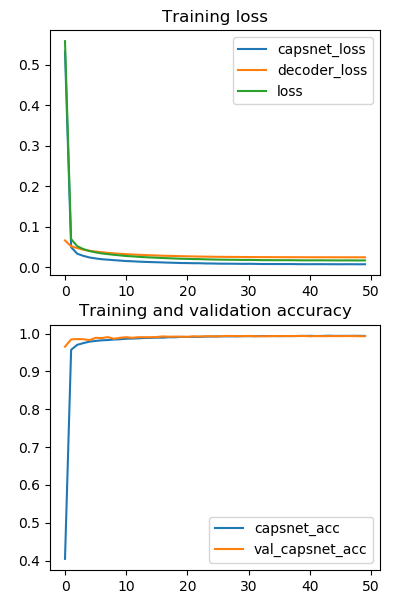 Training loss
capsnet_loss
decoder_loss
loss
0.5
0.4
0.3
0.2
0.1
0.0
0 10 20 30 40 50
Training and validation accuracy
1.0
0.9
0.8
0.7
0.6
0.5
0.4
capsnet_acc
val_capsnet_acc
0 10 20 30 40 50